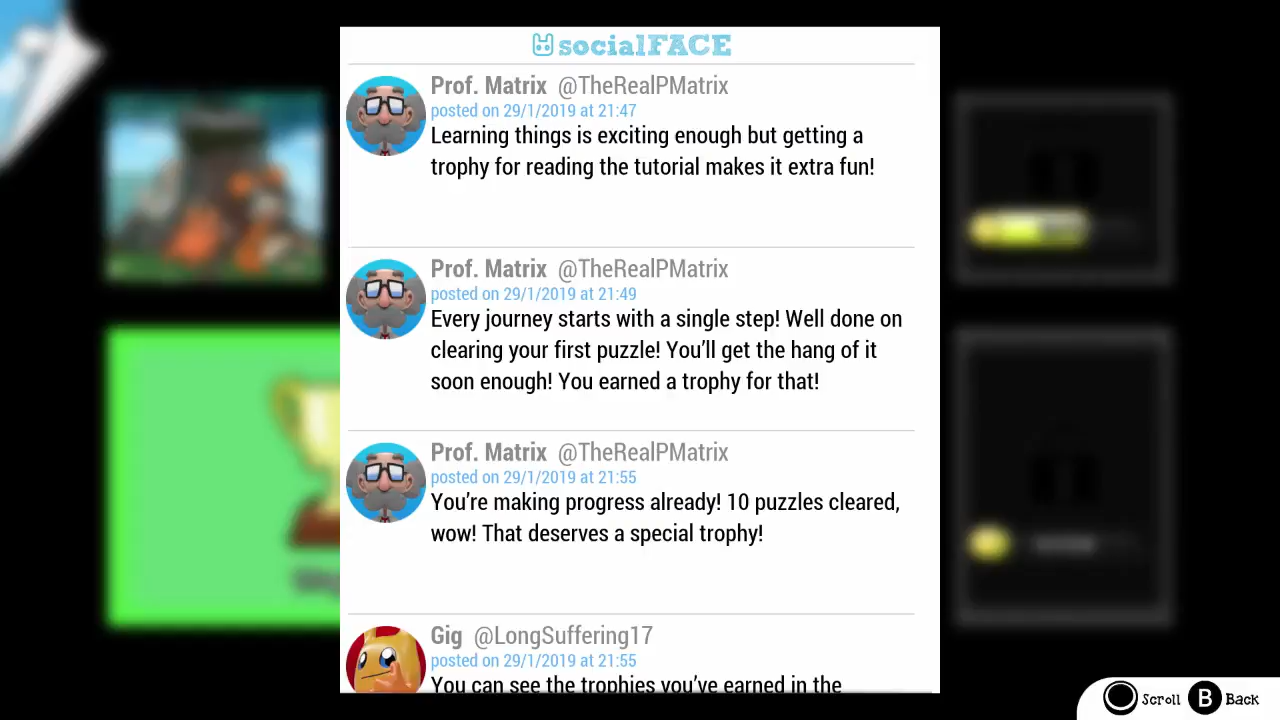 socialFACE
Prof. Matrix @TheRealPMatrix
posted on 29/1/2019 at 21:47
Learning things is exciting enough but getting a
trophy for reading the tutorial makes it extra fun!
Prof. Matrix @TheRealPMatrix
posted on 29/1/2019 at 21:49
Every journey starts with a single step! Well done on
clearing your first puzzle! You’ll get the hang of it
soon enough! You earned a trophy for that!
Prof. Matrix @TheRealPMatrix
posted on 29/1/2019 at 21:55
You’re making progress already! 10 puzzles cleared,
wow! That deserves a special trophy!
Gig @LongSuffering17
posted on 29/1/2019 at 21:55
You can see the trophies you’ve earned in the
Scroll B Back